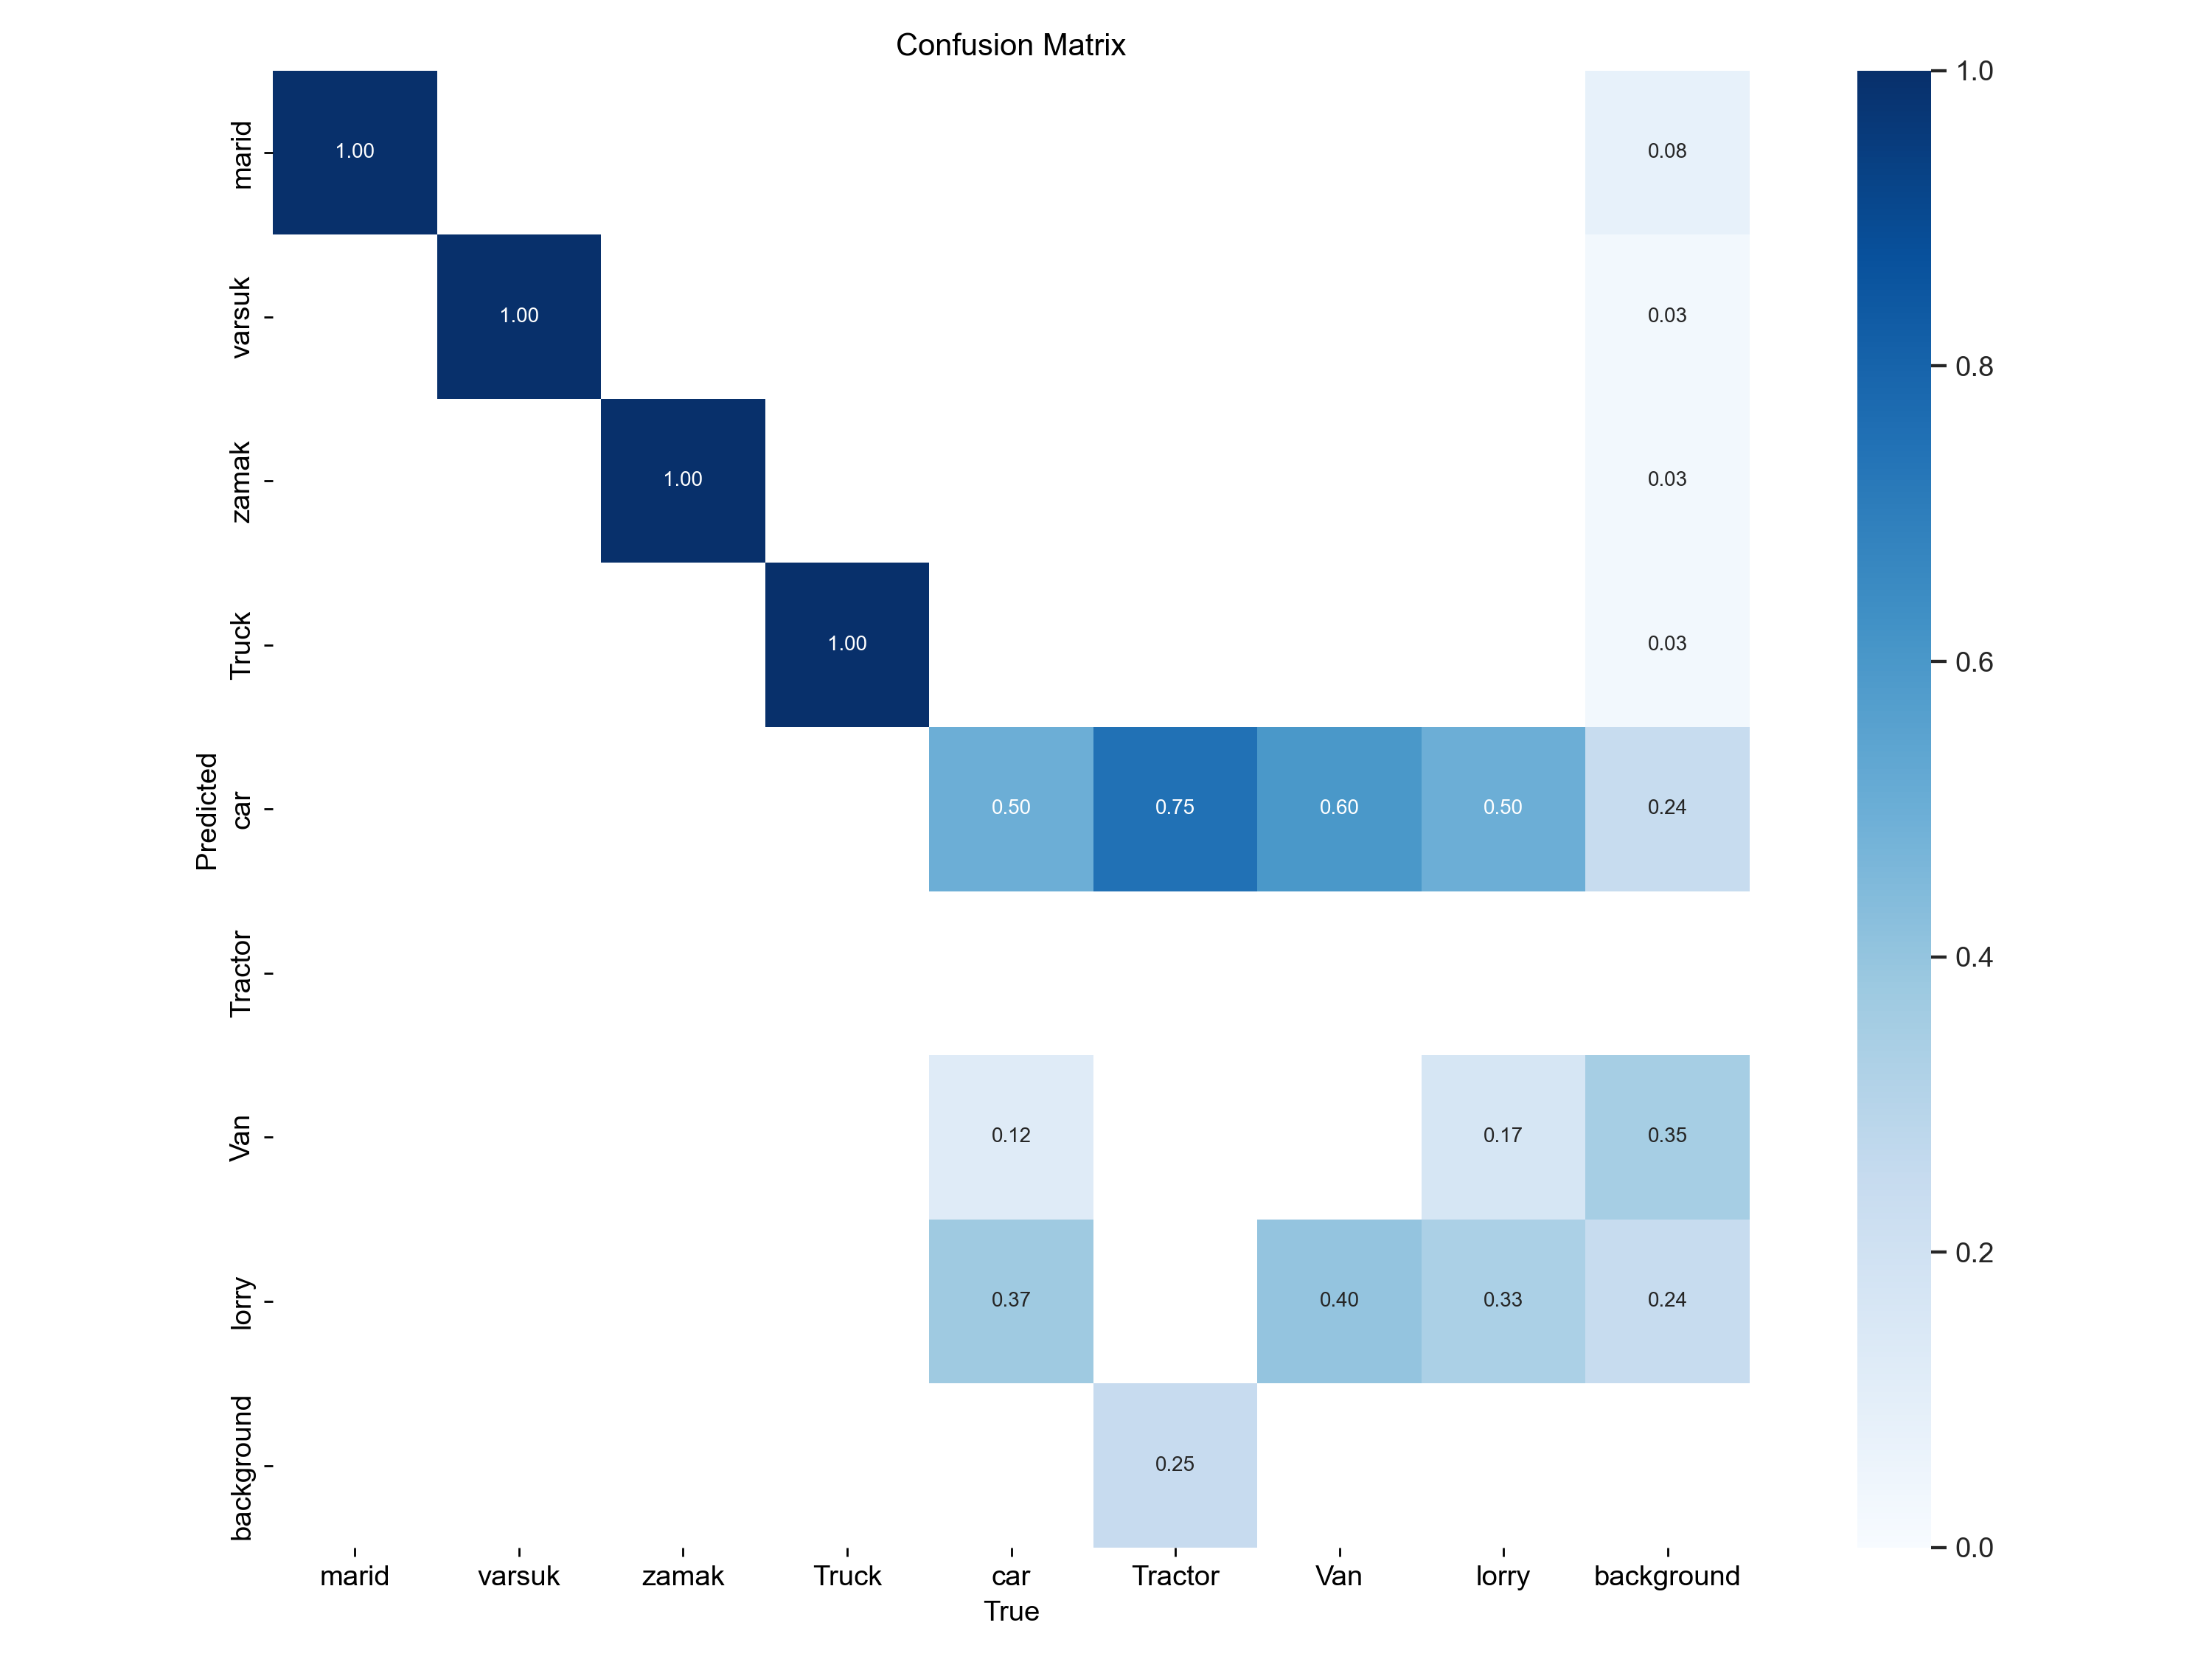 Confusion Matrix
1.0
marid
1.00
0.08
varsuk
1.00
0.03
0.8
zamak
1.00
0.03
Truck
1.00
0.03
0.6
Predicted
car
0.50
0.75
0.60
0.50
0.24
Tractor
0.4
Van
0.12
0.17
0.35
0.2
lorry
0.37
0.40
0.33
0.24
background
0.25
0.0
marid
varsuk
zamak
Truck
car
Tractor
Van
lorry
background
True